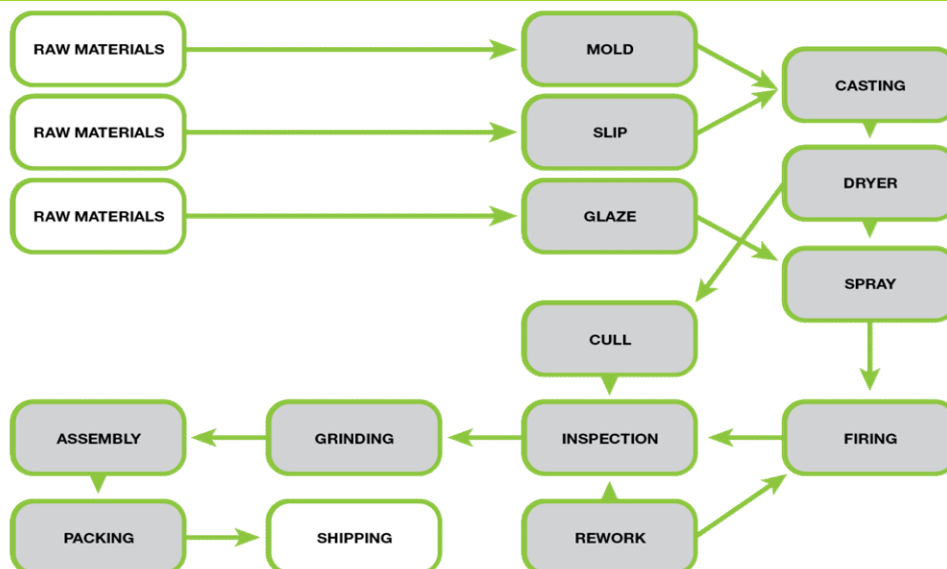 RAW MATERIALS
MOLD
CASTING
RAW MATERIALS
SLIP
DRYER
RAW MATERIALS
GLAZE
SPRAY
CULL
ASSEMBLY
GRINDING
INSPECTION
FIRING
PACKING
SHIPPING
REWORK